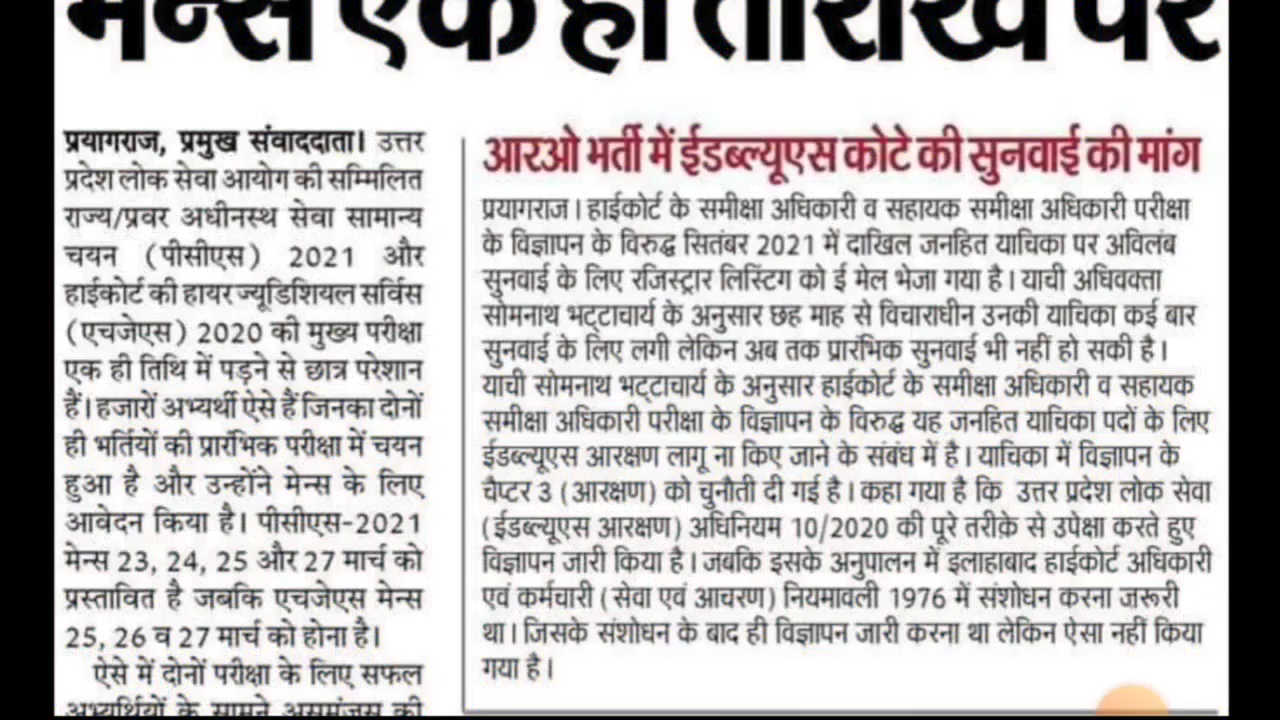 मेन्स एक ही तारीख पर
प्रयागराज, प्रमुख संवाददाता। उत्तर
प्रदेश लोक सेवा आयोग की सम्मिलित
राज्य/प्रवर अधीनस्थ सेवा सामान्य
चयन (पीसीएस) 2021 और
हाईकोर्ट की हायर ज्यूडिशियल सर्विस
(एचजेएस) 2020 की मुख्य परीक्षा
एक ही तिथि में पड़ने से छात्र परेशान
हैं। हजारों अभ्यर्थी ऐसे हैं जिनका दोनों
ही भर्तियों की प्रारंभिक परीक्षा में चयन
हुआ है और उन्होंने मेन्स के लिए
आवेदन किया है। पीसीएस-2021
मेन्स 23, 24, 25 और 27 मार्च को
प्रस्तावित है जबकि एचजेएस मेन्स
25, 26 व 27 मार्च को होना है।
ऐसे में दोनों परीक्षा के लिए सफल
अभ्यर्थियों के सामने असमंजस की
आरओ भर्ती में ईडब्ल्यूएस कोटे की सुनवाई की मांग
प्रयागराज। हाईकोर्ट के समीक्षा अधिकारी व सहायक समीक्षा अधिकारी परीक्षा
के विज्ञापन के विरुद्ध सितंबर 2021 में दाखिल जनहित याचिका पर अविलंब
सुनवाई के लिए रजिस्ट्रार लिस्टिंग को ई मेल भेजा गया है। याची अधिवक्ता
सोमनाथ भट्टाचार्य के अनुसार छह माह से विचाराधीन उनकी याचिका कई बार
सुनवाई के लिए लगी लेकिन अब तक प्रारंभिक सुनवाई भी नहीं हो सकी है।
याची सोमनाथ भट्टाचार्य के अनुसार हाईकोर्ट के समीक्षा अधिकारी व सहायक
समीक्षा अधिकारी परीक्षा के विज्ञापन के विरुद्ध यह जनहित याचिका पदों के लिए
ईडब्ल्यूएस आरक्षण लागू ना किए जाने के संबंध में है। याचिका में विज्ञापन के
चैप्टर 3 (आरक्षण) को चुनौती दी गई है। कहा गया है कि उत्तर प्रदेश लोक सेवा
(ईडब्ल्यूएस आरक्षण) अधिनियम 10/2020 की पूरे तरीक़े से उपेक्षा करते हुए
विज्ञापन जारी किया है। जबकि इसके अनुपालन में इलाहाबाद हाईकोर्ट अधिकारी
एवं कर्मचारी (सेवा एवं आचरण) नियमावली 1976 में संशोधन करना ज़रूरी
था। जिसके संशोधन के बाद ही विज्ञापन जारी करना था लेकिन ऐसा नहीं किया
गया है।